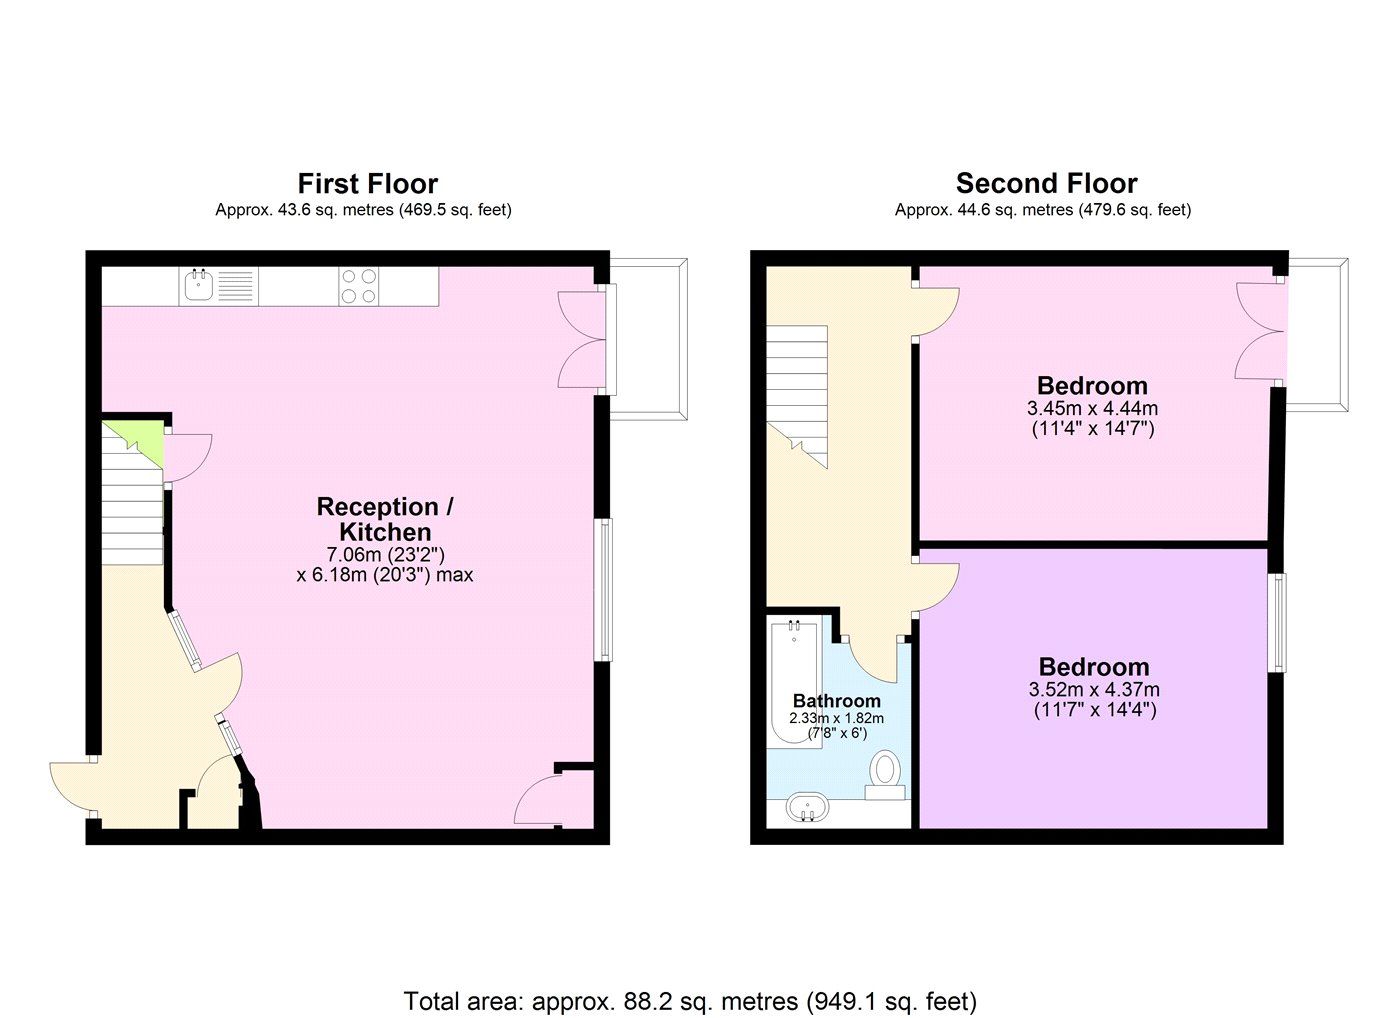 First Floor
Approx. 43.6 sq. metres (469.5 sq. feet)
Reception /
Kitchen
7.06m (23'2")
x 6.18m (20'3") max
Second Floor
Approx. 44.6 sq. metres (479.6 sq. feet)
Bedroom
3.45m x 4.44m
(11'4" x 14'7")
Bedroom
3.52m x 4.37m
(11'7" x 14'4")
Bathroom
2.33m x 1.82m
(7'8" x 6')
Total area: approx. 88.2 sq. metres (949.1 sq. feet)